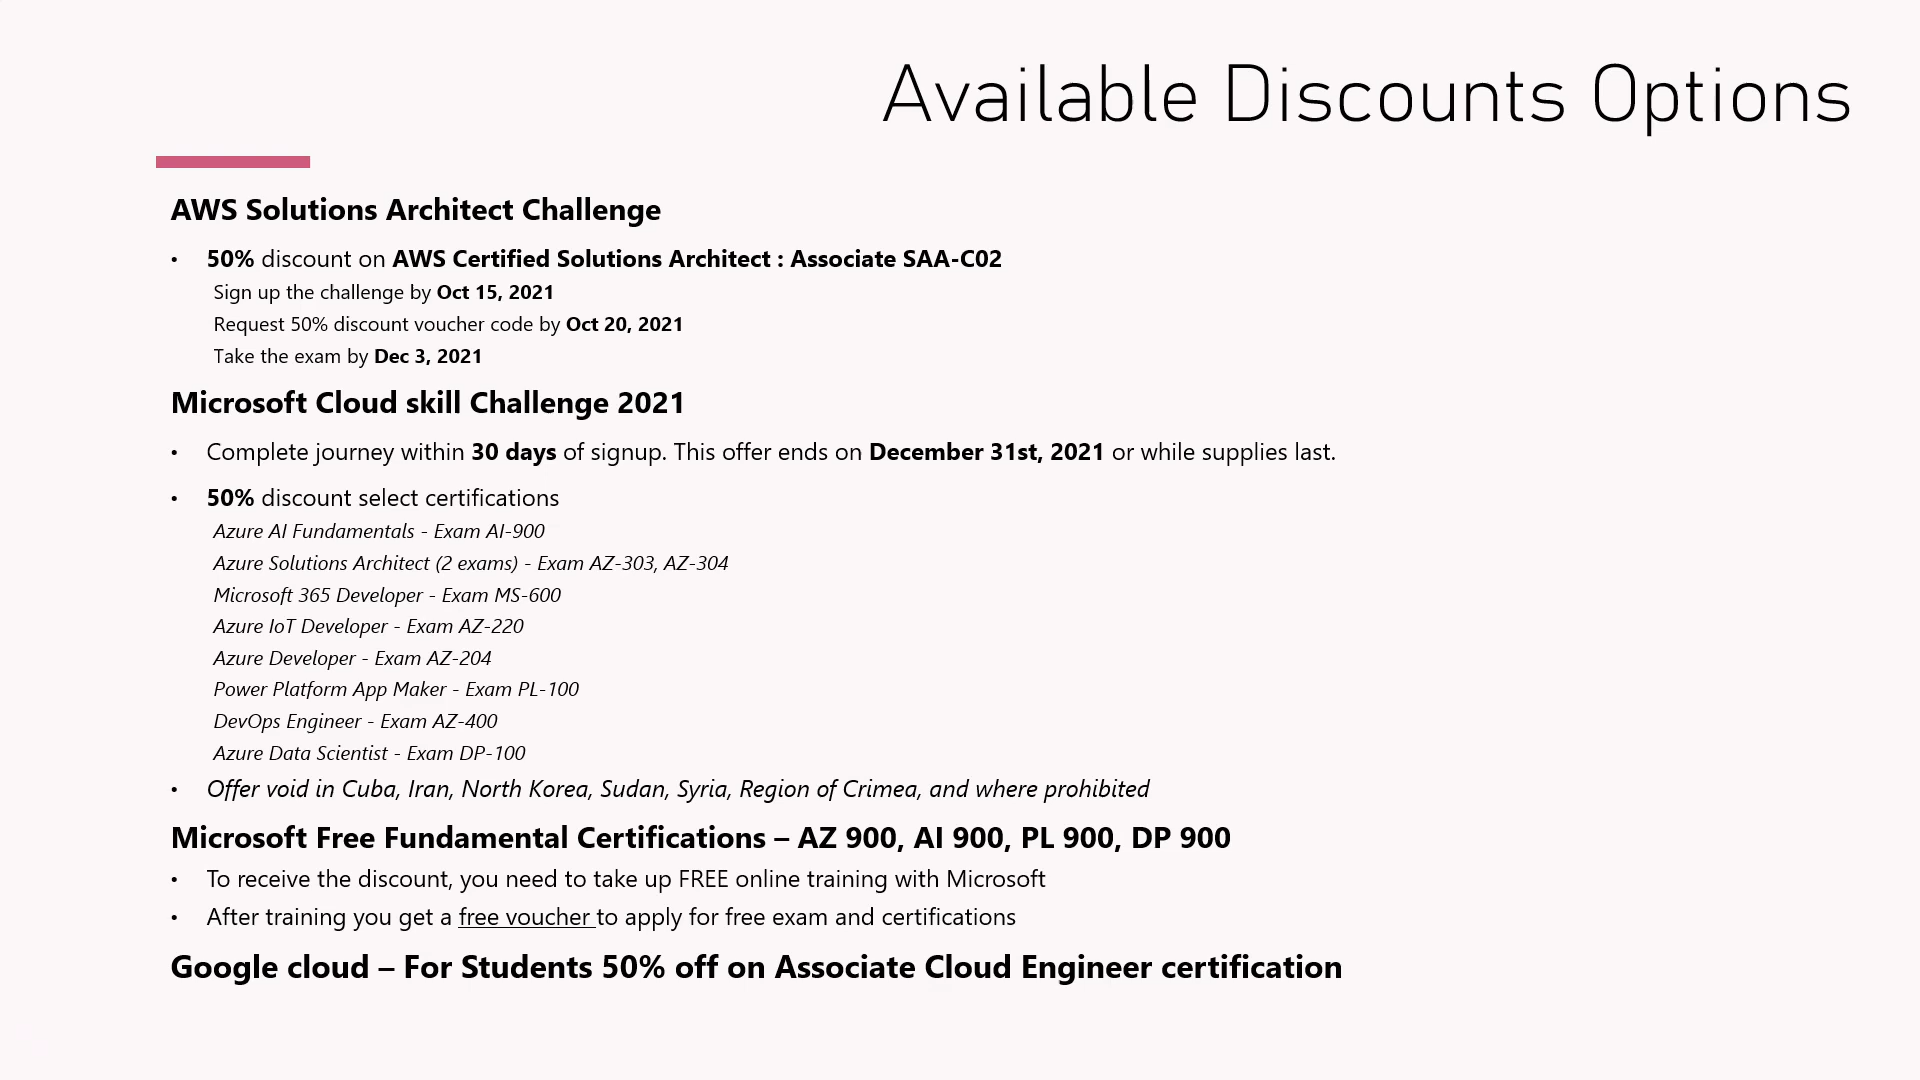 Available Discounts Options
AWS Solutions Architect Challenge
• 50% discount on AWS Certified Solutions Architect : Associate SAA-C02
Sign up the challenge by Oct 15, 2021
Request 50% discount voucher code by Oct 20, 2021
Take the exam by Dec 3, 2021
Microsoft Cloud skill Challenge 2021
• Complete journey within 30 days of signup. This offer ends on December 31st, 2021 or while supplies last.
• 50% discount select certifications
Azure AI Fundamentals - Exam AI-900
Azure Solutions Architect (2 exams) - Exam AZ-303, AZ-304
Microsoft 365 Developer - Exam MS-600
Azure IoT Developer - Exam AZ-220
Azure Developer - Exam AZ-204
Power Platform App Maker - Exam PL-100
DevOps Engineer - Exam AZ-400
Azure Data Scientist - Exam DP-100
• Offer void in Cuba, Iran, North Korea, Sudan, Syria, Region of Crimea, and where prohibited
Microsoft Free Fundamental Certifications – AZ 900, AI 900, PL 900, DP 900
• To receive the discount, you need to take up FREE online training with Microsoft
• After training you get a free voucher to apply for free exam and certifications
Google cloud – For Students 50% off on Associate Cloud Engineer certification